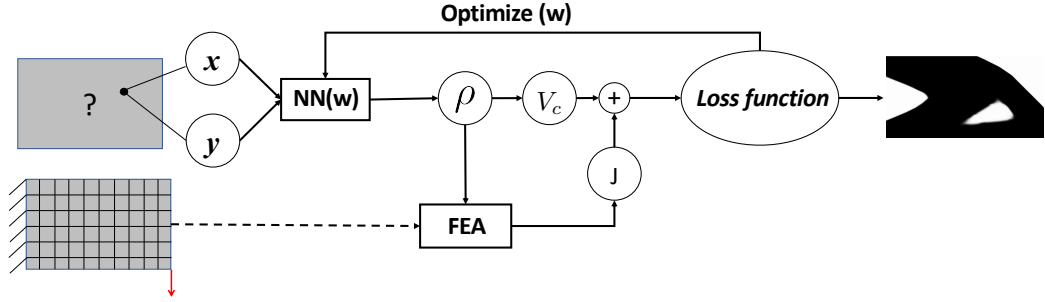 Optimize (w)
x
?
NN(w)
ρ
V_c
+
Loss function
y
J
FEA